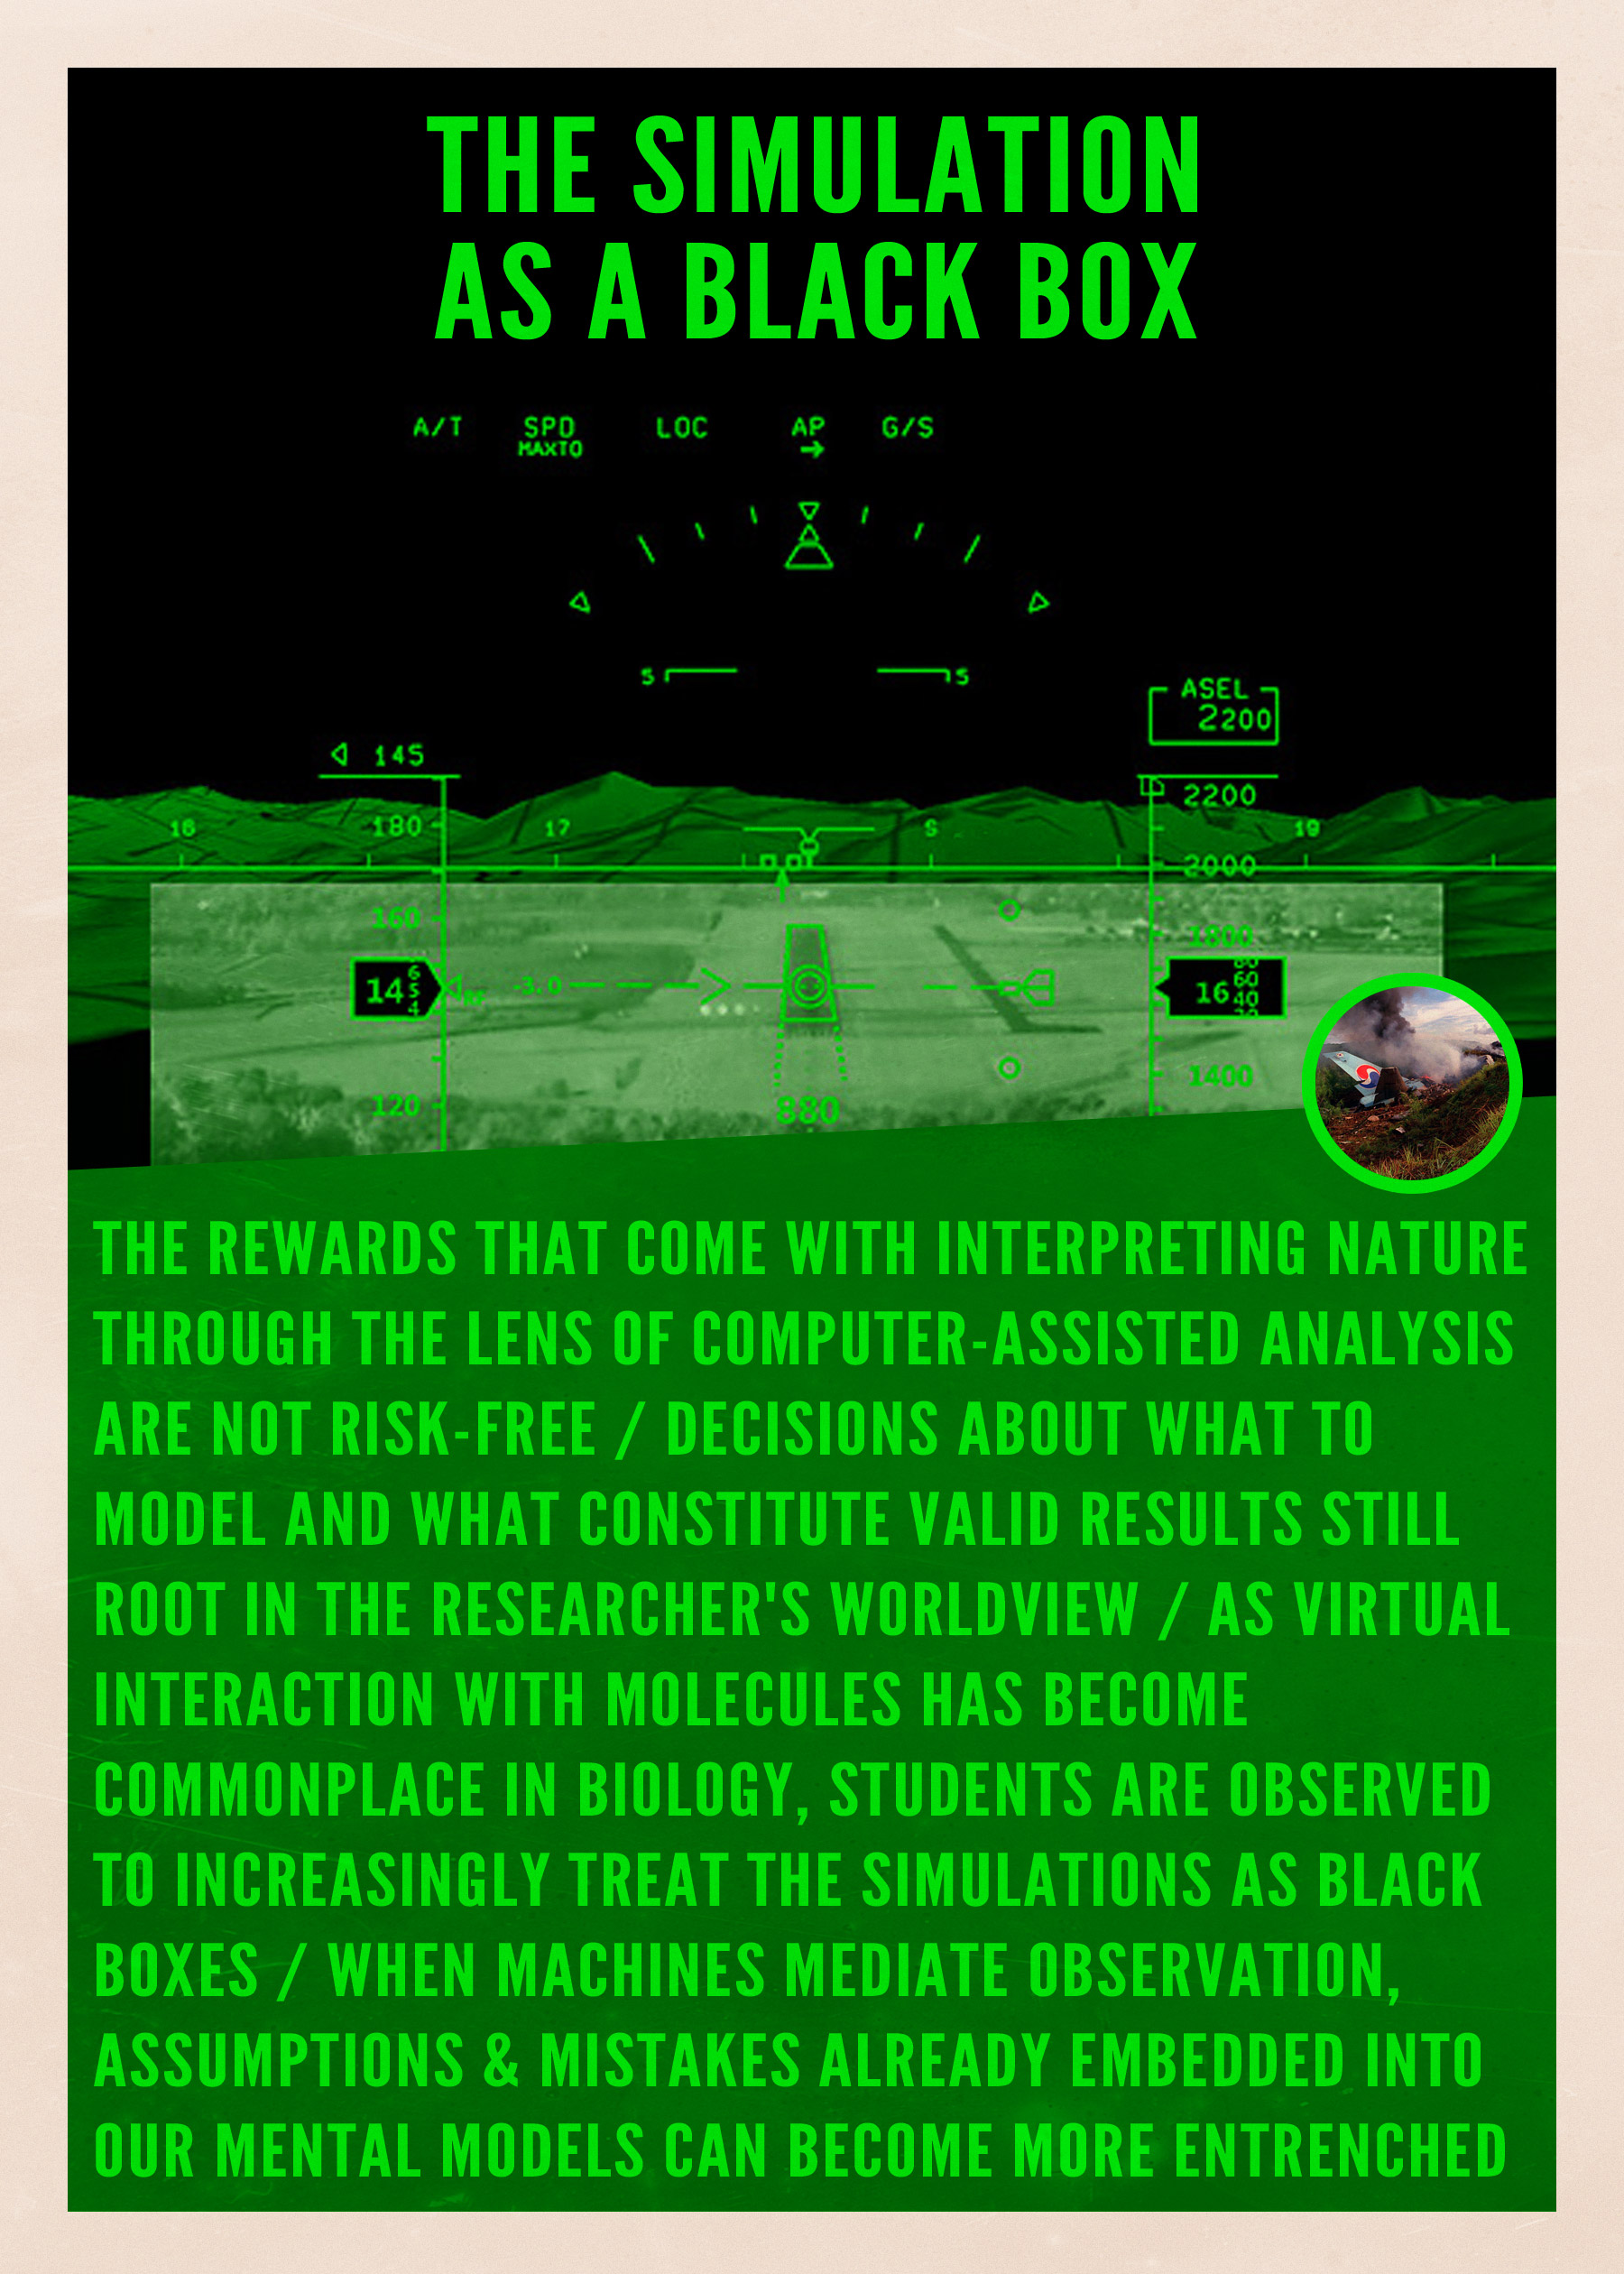 THE SIMULATION
AS A BLACK BOX
A/T SPD LOC AP G/S
MAXTO
S S
ASEL
2200
145
2200
16 180 17 S 19
2000
160
1800
14 6 5 4
-3.0
16 60 40
1400
120
880
THE REWARDS THAT COME WITH INTERPRETING NATURE
THROUGH THE LENS OF COMPUTER-ASSISTED ANALYSIS
ARE NOT RISK-FREE / DECISIONS ABOUT WHAT TO
MODEL AND WHAT CONSTITUTE VALID RESULTS STILL
ROOT IN THE RESEARCHER'S WORLDVIEW / AS VIRTUAL
INTERACTION WITH MOLECULES HAS BECOME
COMMONPLACE IN BIOLOGY, STUDENTS ARE OBSERVED
TO INCREASINGLY TREAT THE SIMULATIONS AS BLACK
BOXES / WHEN MACHINES MEDIATE OBSERVATION,
ASSUMPTIONS & MISTAKES ALREADY EMBEDDED INTO
OUR MENTAL MODELS CAN BECOME MORE ENTRENCHED